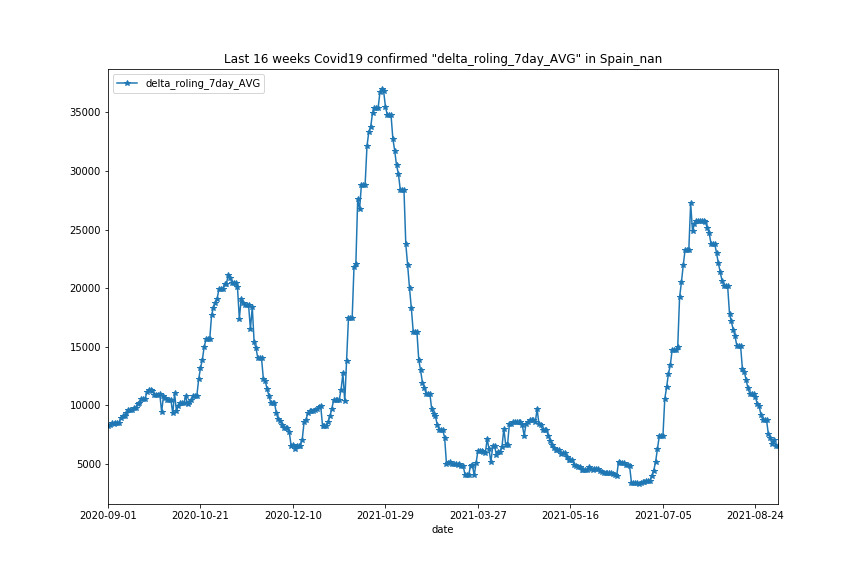 Last 16 weeks Covid19 confirmed "delta_roling_7day_AVG" in Spain_nan
delta_roling_7day_AVG
35000
30000
25000
20000
15000
10000
5000
2020-09-01 2020-10-21 2020-12-10 2021-01-29 2021-03-27 2021-05-16 2021-07-05 2021-08-24
date